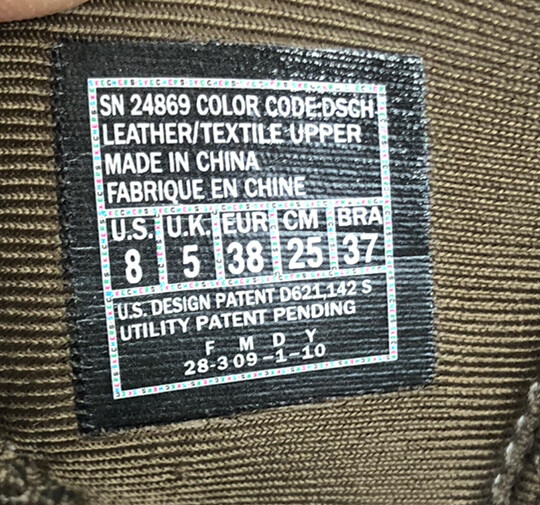 SN 24869 COLOR CODE:DSCH
LEATHER/TEXTILE UPPER
MADE IN CHINA
FABRIQUE EN CHINE
U.S. U.K. EUR CM BRA
8 5 38 25 37
U.S. DESIGN PATENT D621,142 S
UTILITY PATENT PENDING
F M D Y
28-3 09-1-10